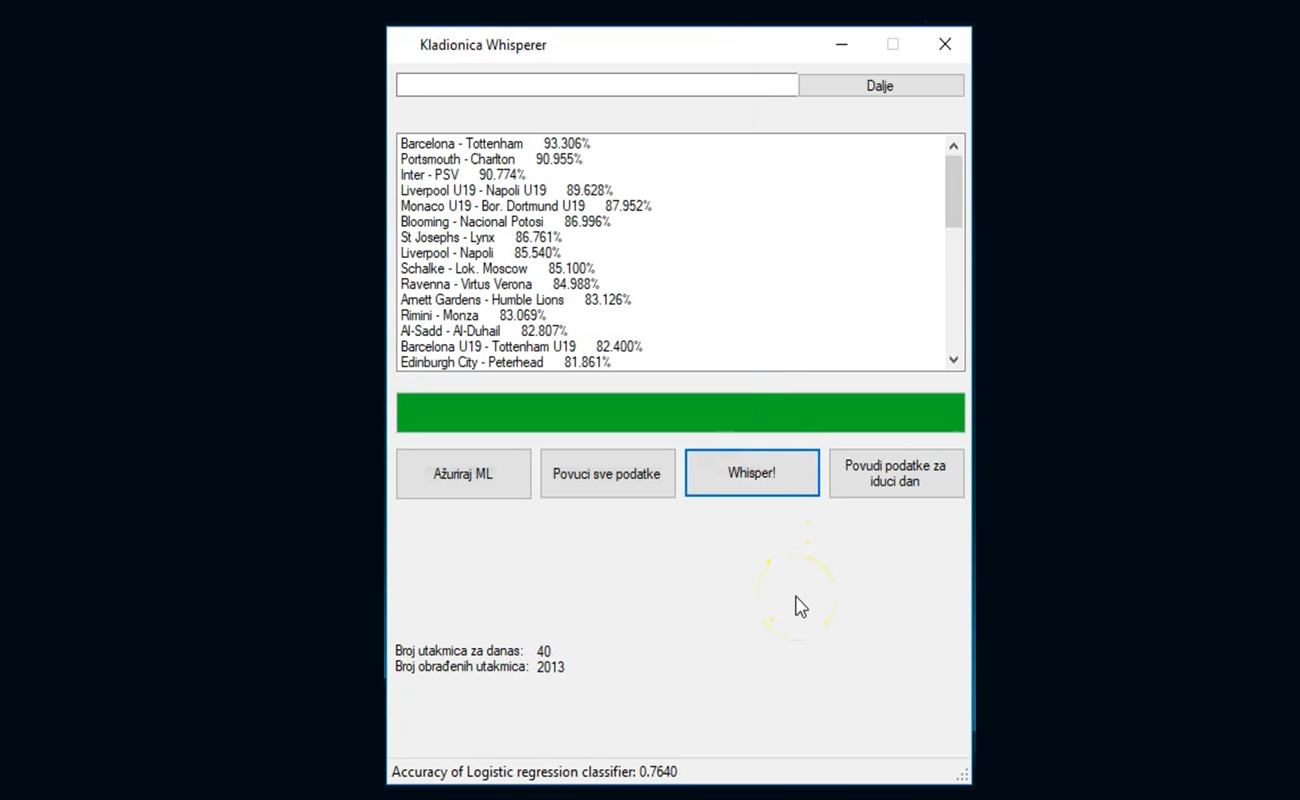 Kladionica Whisperer
Dalje
Barcelona - Tottenham 93.306%
Portsmouth - Charlton 90.955%
Inter - PSV 90.774%
Liverpool U19 - Napoli U19 89.628%
Monaco U19 - Bor. Dortmund U19 87.952%
Blooming - Nacional Potosi 86.996%
St Josephs - Lynx 86.761%
Liverpool - Napoli 85.540%
Schalke - Lok. Moscow 85.100%
Ravenna - Virtus Verona 84.988%
Arnett Gardens - Humble Lions 83.126%
Rimini - Monza 83.069%
Al-Sadd - Al-Duhail 82.807%
Barcelona U19 - Tottenham U19 82.400%
Edinburgh City - Peterhead 81.861%
Ažuriraj ML
Povuci sve podatke
Whisper!
Povudi podatke za
iduci dan
Broj utakmica za danas: 40
Broj obrađenih utakmica: 2013
Accuracy of Logistic regression classifier: 0.7640